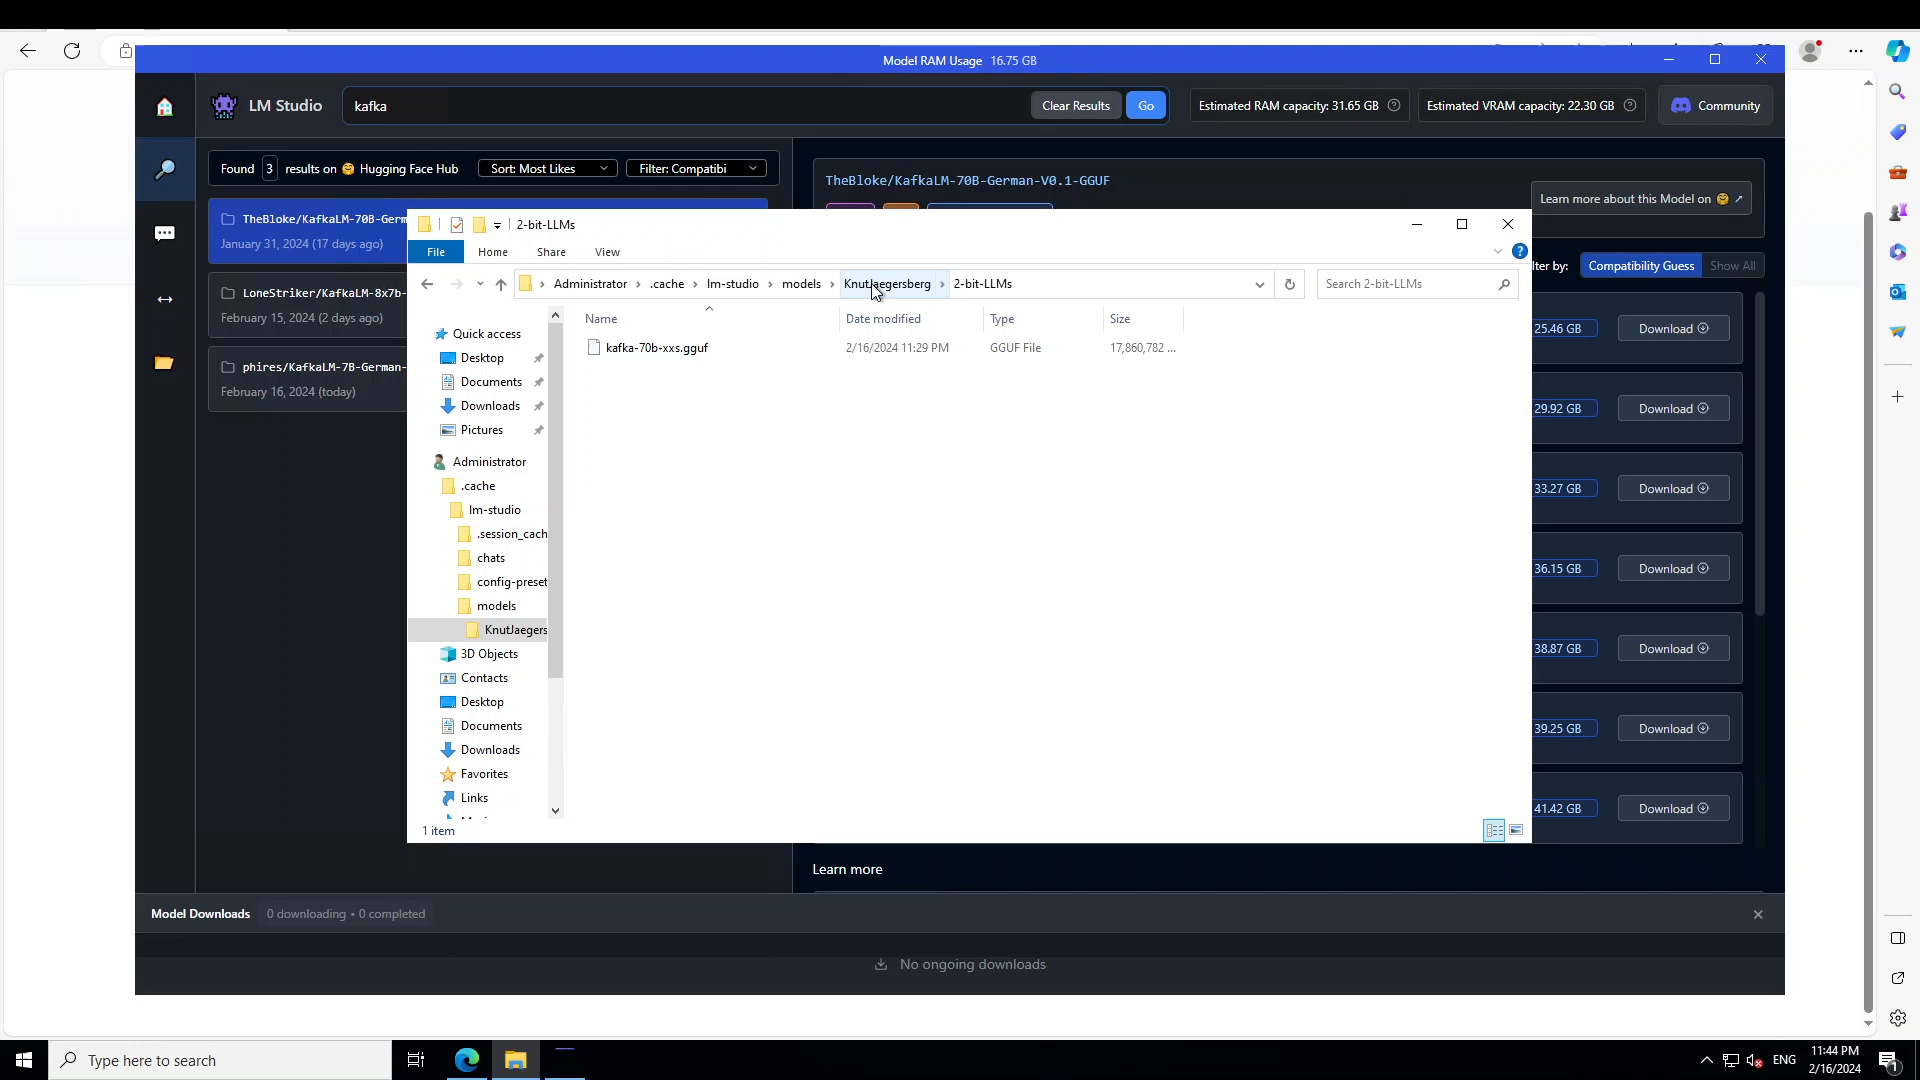 Model RAM Usage 16.75 GB
LM Studio
kafka
Clear Results
Go
Estimated RAM capacity: 31.65 GB
Estimated VRAM capacity: 22.30 GB
Community
Found 3 results on Hugging Face Hub
Sort: Most Likes
Filter: Compatibi
TheBloke/KafkaLM-70B-Germ
January 31, 2024 (17 days ago)
LoneStriker/KafkaLM-8x7b-
February 15, 2024 (2 days ago)
phires/KafkaLM-7B-German-
February 16, 2024 (today)
TheBloke/KafkaLM-70B-German-V0.1-GGUF
Learn more about this Model on
lter by:
Compatibility Guess
Show All
25.46 GB
Download
29.92 GB
Download
33.27 GB
Download
36.15 GB
Download
38.87 GB
Download
39.25 GB
Download
41.42 GB
Download
2-bit-LLMs
File
Home
Share
View
Administrator
.cache
lm-studio
models
KnutJaegersberg
2-bit-LLMs
Search 2-bit-LLMs
Name
Date modified
Type
Size
kafka-70b-xxs.gguf
2/16/2024 11:29 PM
GGUF File
17,860,782 ...
Quick access
Desktop
Documents
Downloads
Pictures
Administrator
.cache
lm-studio
.session_cach
chats
config-preset
models
KnutJaegers
3D Objects
Contacts
Desktop
Documents
Downloads
Favorites
Links
1 item
Learn more
Model Downloads
0 downloading • 0 completed
No ongoing downloads
Type here to search
ENG
11:44 PM
2/16/2024
1